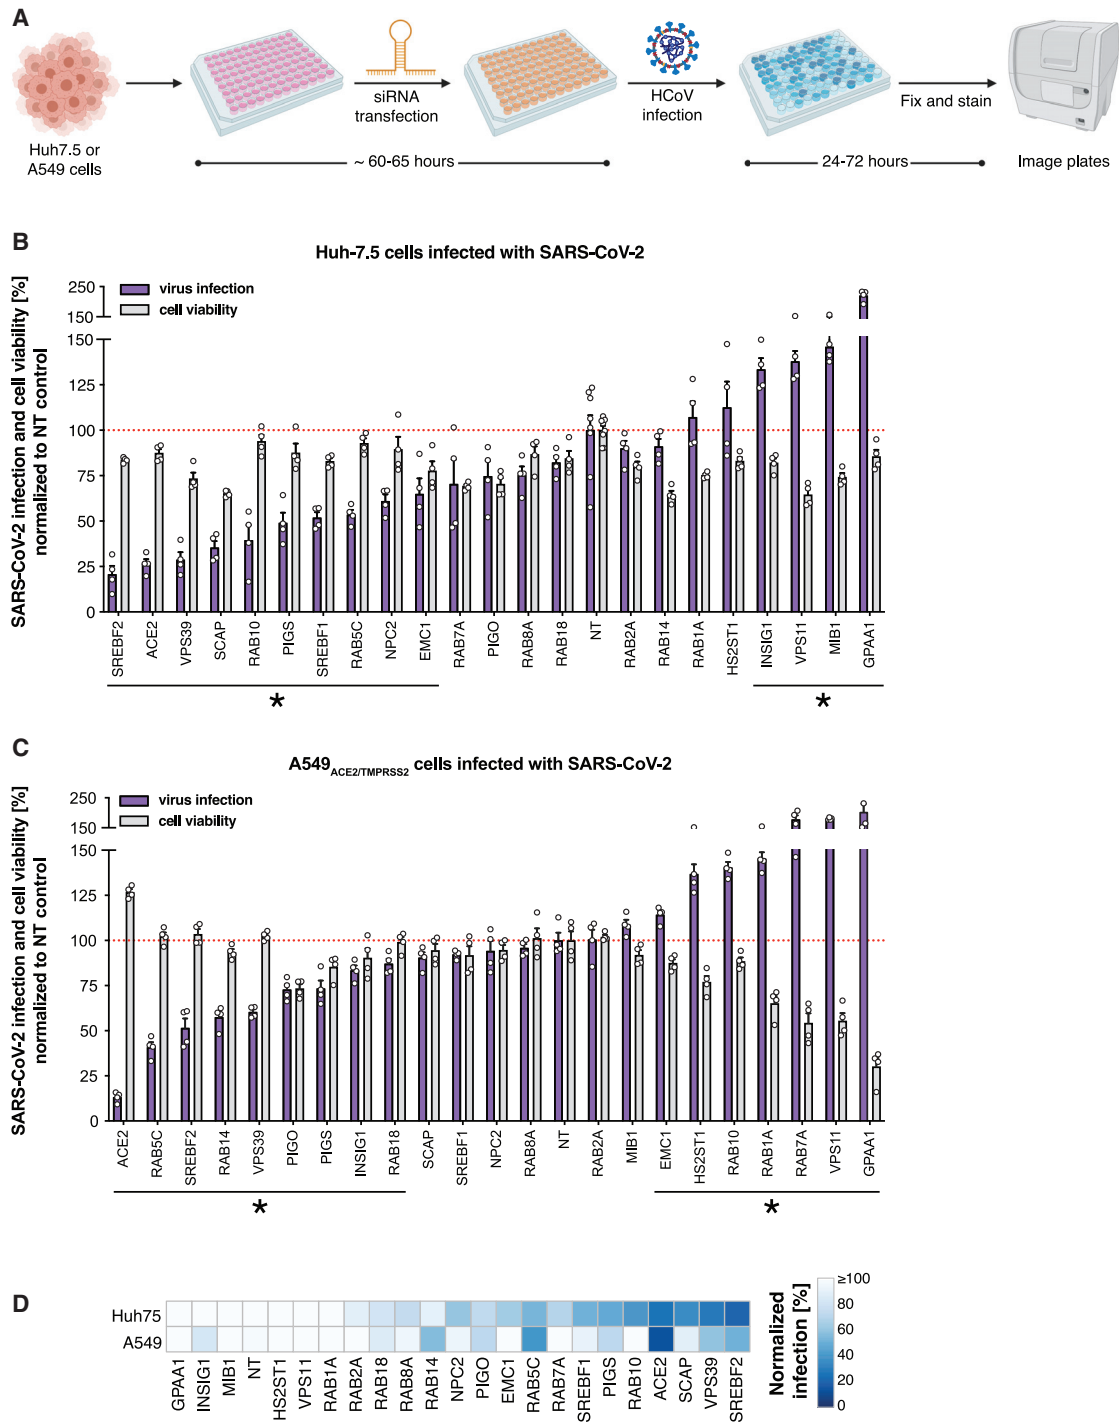 A
siRNA
transfection
HCoV
infection
Fix and stain
Huh7.5 or
A549 cells
~ 60-65 hours
24-72 hours
Image plates
B
Huh-7.5 cells infected with SARS-CoV-2
SARS-CoV-2 infection and cell viability [%]
normalized to NT control
virus infection
cell viability
250
150
150
125
100
75
50
25
0
SREBF2
ACE2
VPS39
SCAP
RAB10
PIGS
SREBF1
RAB5C
NPC2
EMC1
RAB7A
PIGO
RAB8A
RAB18
NT
RAB2A
RAB14
RAB1A
HS2ST1
INSIG1
VPS11
MIB1
GPAA1
*
*
C
A549ACE2/TMPRSS2 cells infected with SARS-CoV-2
SARS-CoV-2 infection and cell viability [%]
normalized to NT control
virus infection
cell viability
250
150
150
125
100
75
50
25
0
ACE2
RAB5C
SREBF2
RAB14
VPS39
PIGO
PIGS
INSIG1
RAB18
SCAP
SREBF1
NPC2
RAB8A
NT
RAB2A
MIB1
EMC1
HS2ST1
RAB10
RAB1A
RAB7A
VPS11
GPAA1
*
*
D
Huh75
A549
GPAA1
INSIG1
MIB1
NT
HS2ST1
VPS11
RAB1A
RAB2A
RAB18
RAB8A
RAB14
NPC2
PIGO
EMC1
RAB5C
RAB7A
SREBF1
PIGS
RAB10
ACE2
SCAP
VPS39
SREBF2
Normalized
infection [%]
≥100
80
60
40
20
0